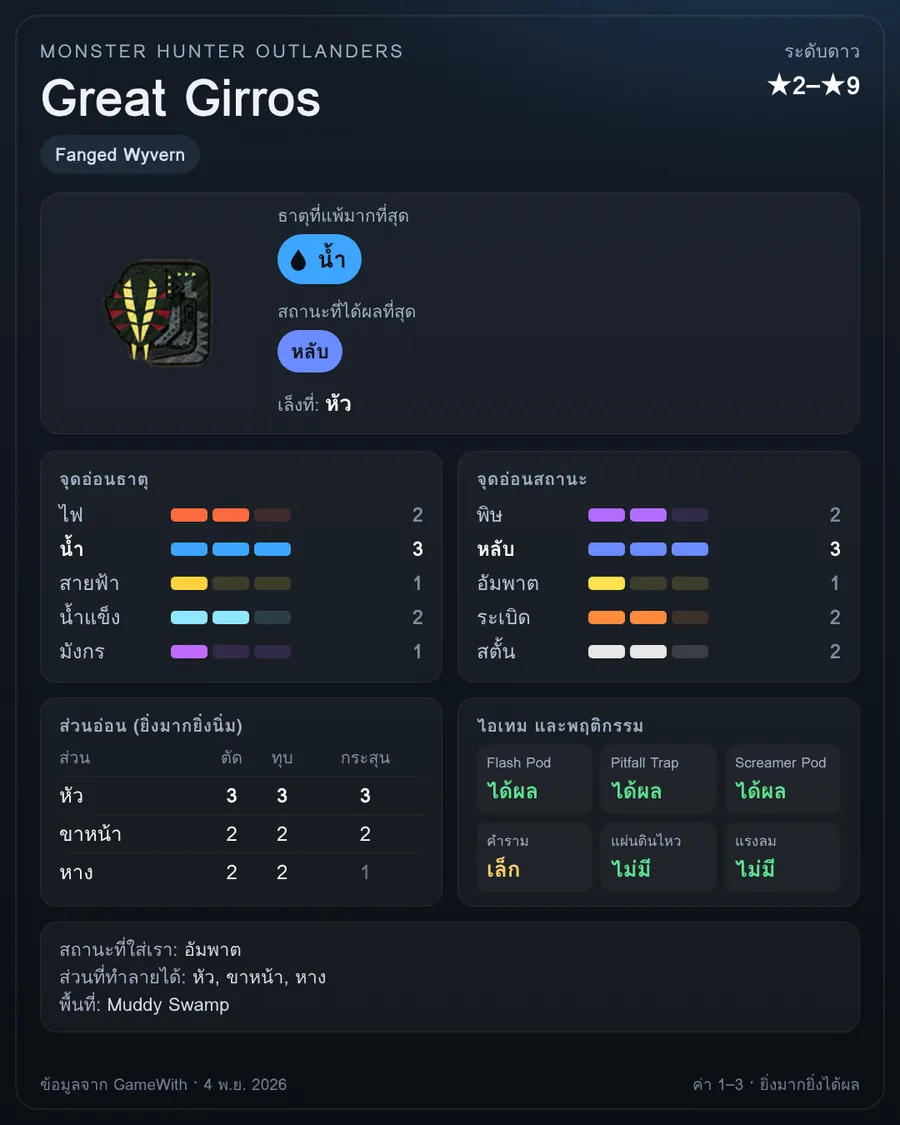 MONSTER HUNTER OUTLANDERS
ระดับดาว
Great Girros
★2–★9
Fanged Wyvern
ธาตุที่แพ้มากที่สุด
น้ำ
สถานะที่ได้ผลที่สุด
หลับ
เล็งที่: หัว
จุดอ่อนธาตุ
ไฟ 2
น้ำ 3
สายฟ้า 1
น้ำแข็ง 2
มังกร 1
จุดอ่อนสถานะ
พิษ 2
หลับ 3
อัมพาต 1
ระเบิด 2
สตั้น 2
ส่วนอ่อน (ยิ่งมากยิ่งนิ่ม)
ส่วน ตัด ทุบ กระสุน
หัว 3 3 3
ขาหน้า 2 2 2
หาง 2 2 1
ไอเทม และพฤติกรรม
Flash Pod Pitfall Trap Screamer Pod
ได้ผล ได้ผล ได้ผล
คำราม แผ่นดินไหว แรงลม
เล็ก ไม่มี ไม่มี
สถานะที่ใส่เรา: อัมพาต
ส่วนที่ทำลายได้: หัว, ขาหน้า, หาง
พื้นที่: Muddy Swamp
ข้อมูลจาก GameWith · 4 พ.ย. 2026
ค่า 1–3 · ยิ่งมากยิ่งได้ผล